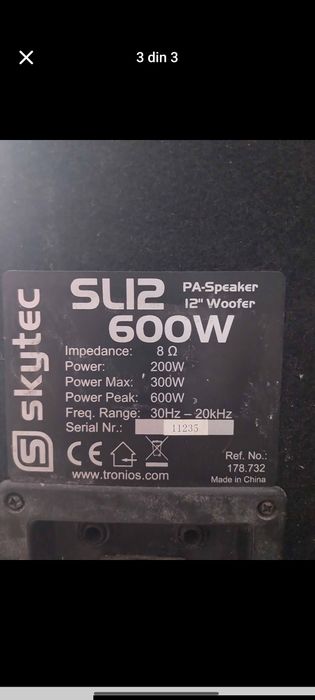 3 din 3
skytec
SL12 PA-Speaker
12" Woofer
600W
Impedance: 8 Ω
Power: 200W
Power Max: 300W
Power Peak: 600W
Freq. Range: 30Hz – 20kHz
Serial Nr.: 11235
CE
Ref. No.:
178.732
www.tronios.com
Made in China